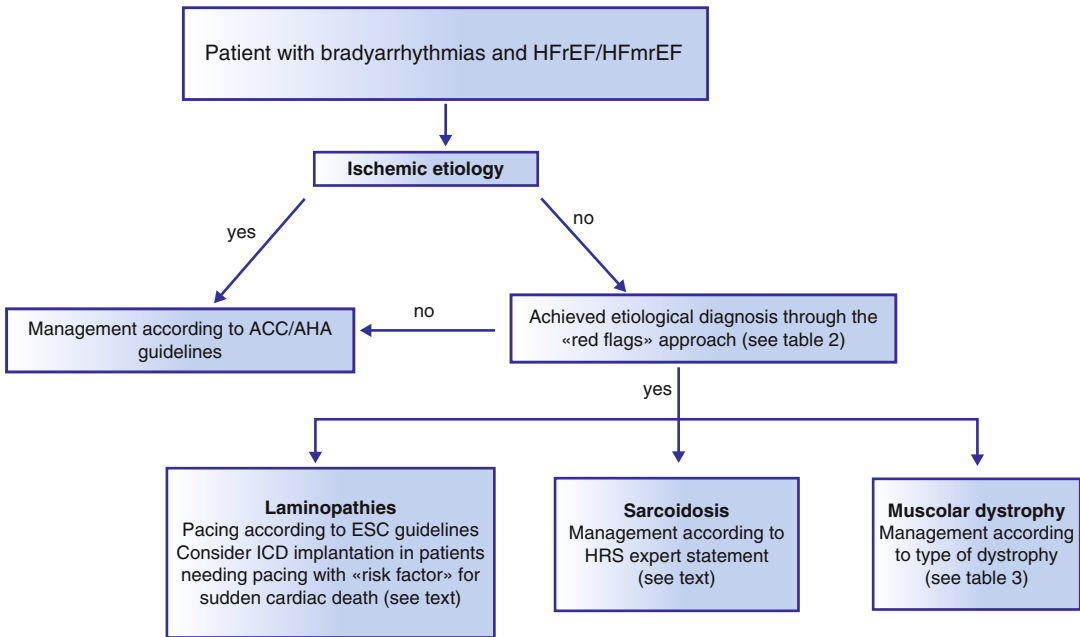 Patient with bradyarrhythmias and HFrEF/HFmrEF
Ischemic etiology
yes
no
Management according to ACC/AHA
guidelines
no
Achieved etiological diagnosis through the
«red flags» approach (see table 2)
yes
Laminopathies
Pacing according to ESC guidelines
Consider ICD implantation in patients
needing pacing with «risk factor» for
sudden cardiac death (see text)
Sarcoidosis
Management according to
HRS expert statement
(see text)
Muscolar dystrophy
Management according
to type of dystrophy
(see table 3)